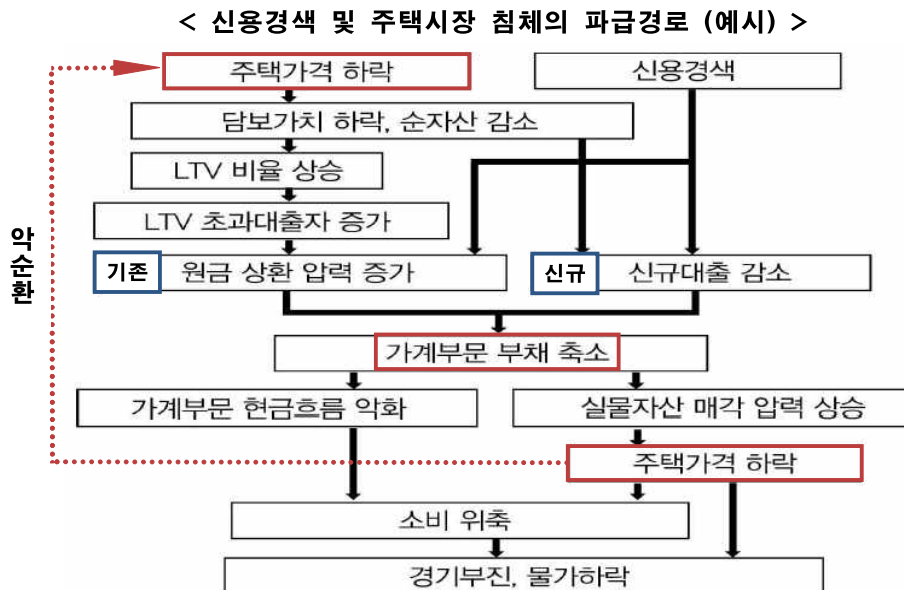 < 신용경색 및 주택시장 침체의 파급경로 (예시) >
주택가격 하락
신용경색
담보가치 하락, 순자산 감소
LTV 비율 상승
LTV 초과대출자 증가
악순환
기존
원금 상환 압력 증가
신규
신규대출 감소
가계부문 부채 축소
가계부문 현금흐름 악화
실물자산 매각 압력 상승
주택가격 하락
소비 위축
경기부진, 물가하락